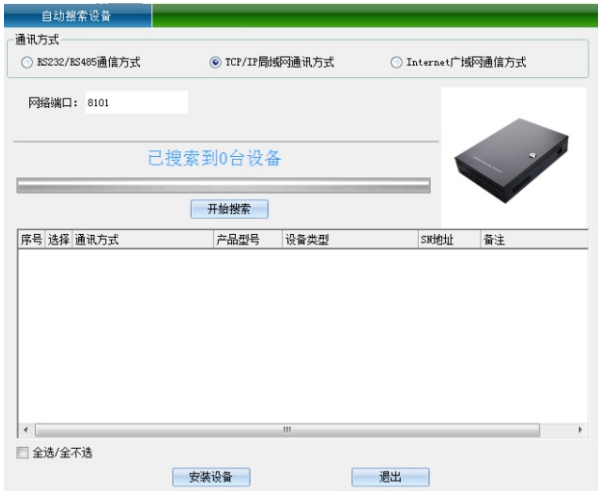 自动搜索设备
通讯方式
RS232/RS485通信方式 TCP/IP局域网通讯方式 Internet广域网通信方式
网络端口： 8101
已搜索到0台设备
开始搜索
序号 选择 通讯方式 产品型号 设备类型 SN地址 备注
全选/全不选
安装设备 退出